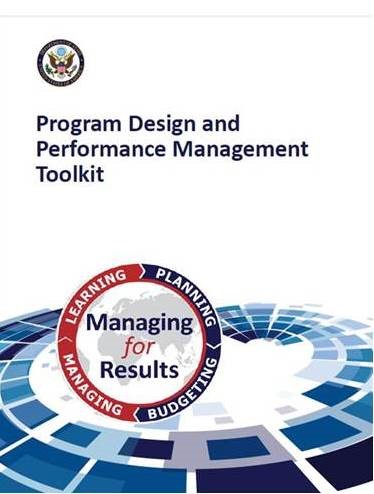 Program Design and
Performance Management
Toolkit
LEARNING
PLANNING
Managing
for
Results
MANAGING
BUDGETING